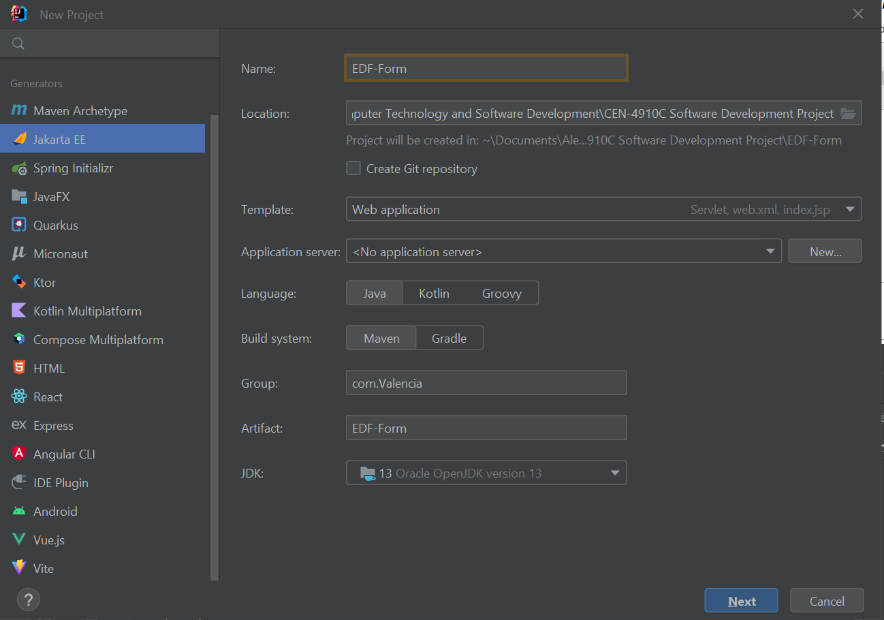 New Project
Generators
Maven Archetype
Jakarta EE
Spring Initializr
JavaFX
Quarkus
Micronaut
Ktor
Kotlin Multiplatform
Compose Multiplatform
HTML
React
Express
Angular CLI
IDE Plugin
Android
Vue.js
Vite
Name: EDF-Form
Location: puter Technology and Software Development\CEN-4910C Software Development Project
Project will be created in: ~\Documents\Ale...910C Software Development Project\EDF-Form
Create Git repository
Template: Web application Servlet, web.xml, index.jsp
Application server: <No application server> New...
Language: Java Kotlin Groovy
Build system: Maven Gradle
Group: com.Valencia
Artifact: EDF-Form
JDK: 13 Oracle OpenJDK version 13
? Next Cancel